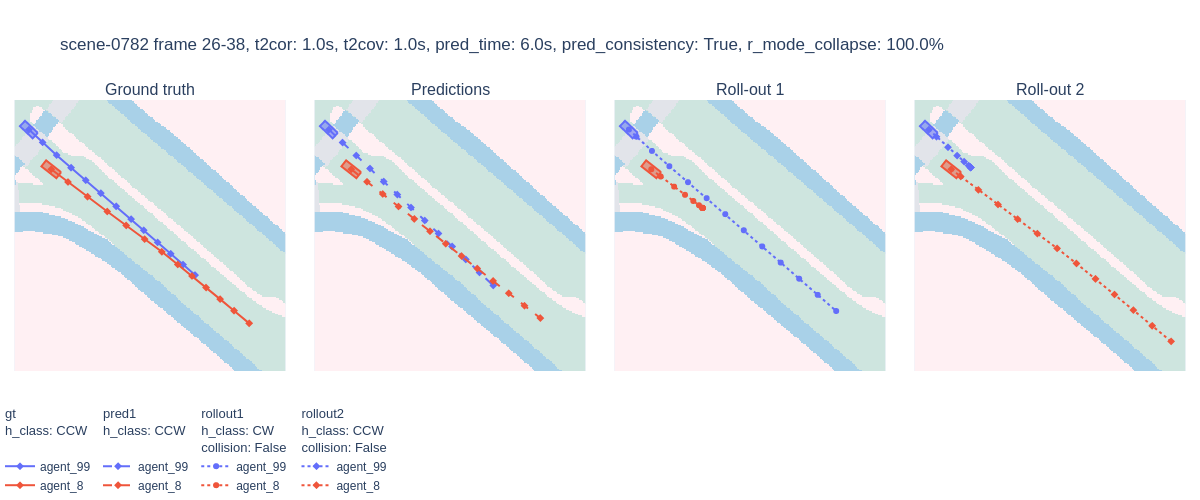 scene-0782 frame 26-38, t2cor: 1.0s, t2cov: 1.0s, pred_time: 6.0s, pred_consistency: True, r_mode_collapse: 100.0%
Ground truth
Predictions
Roll-out 1
Roll-out 2
gt
h_class: CCW
agent_99
agent_8
pred1
h_class: CCW
agent_99
agent_8
rollout1
h_class: CW
collision: False
agent_99
agent_8
rollout2
h_class: CCW
collision: False
agent_99
agent_8